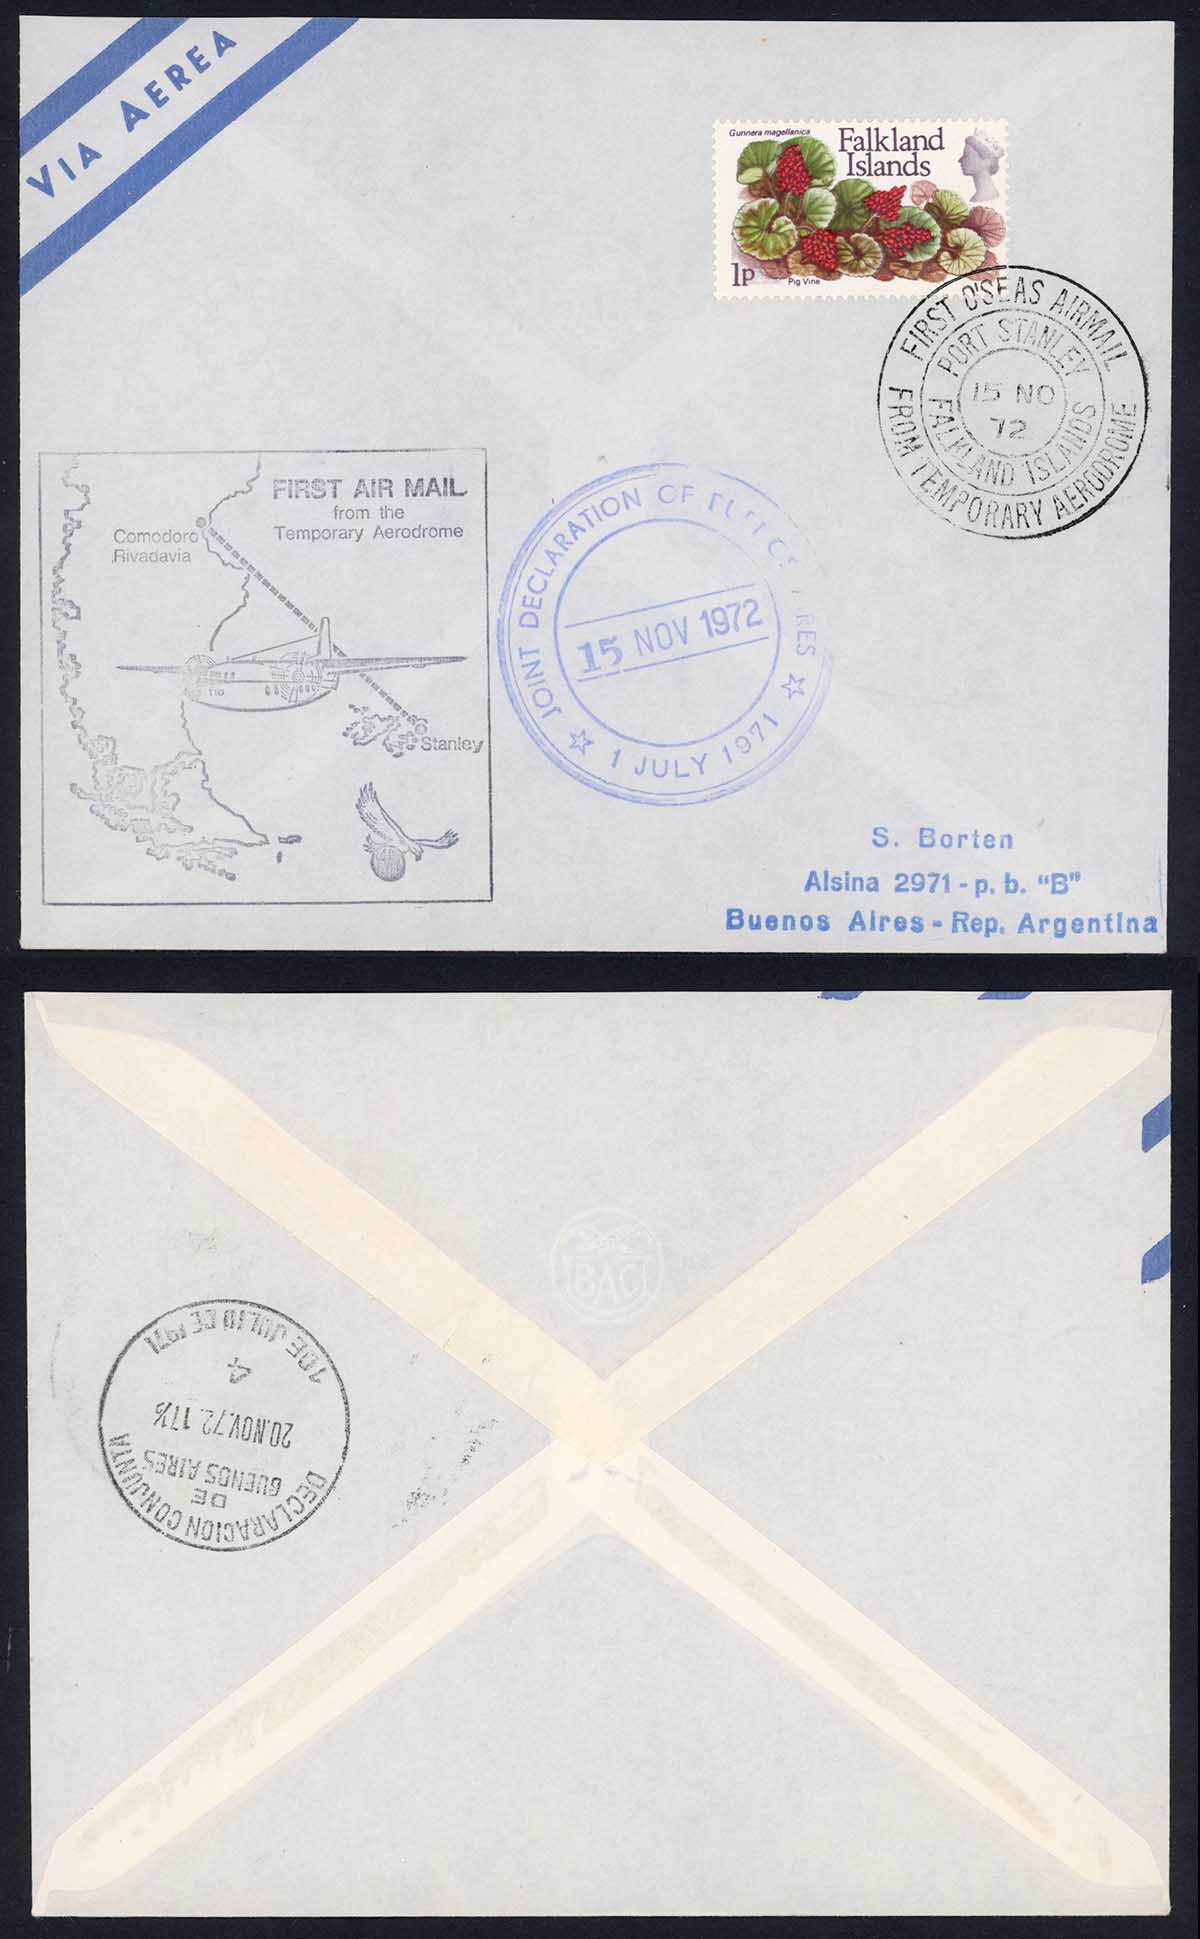 VIA AEREA
Gunnera magellanica
Falkland
Islands
1p
Pig Vine
FIRST O'SEAS AIRMAIL
FROM TEMPORARY AERODROME
PORT STANLEY
FALKLAND ISLANDS
15 NO
72
FIRST AIR MAIL
from the
Temporary Aerodrome
Comodoro
Rivadavia
Stanley
JOINT DECLARATION OF
15 NOV 1972
1 JULY 1971
S. Borten
Alsina 2971 - p. b. "B"
Buenos Aires - Rep. Argentina
BAC
DECLARACION CONJUNTA
DE
BUENOS AIRES
20.NOV.72.17½
4
1 DE JULIO DE 1971